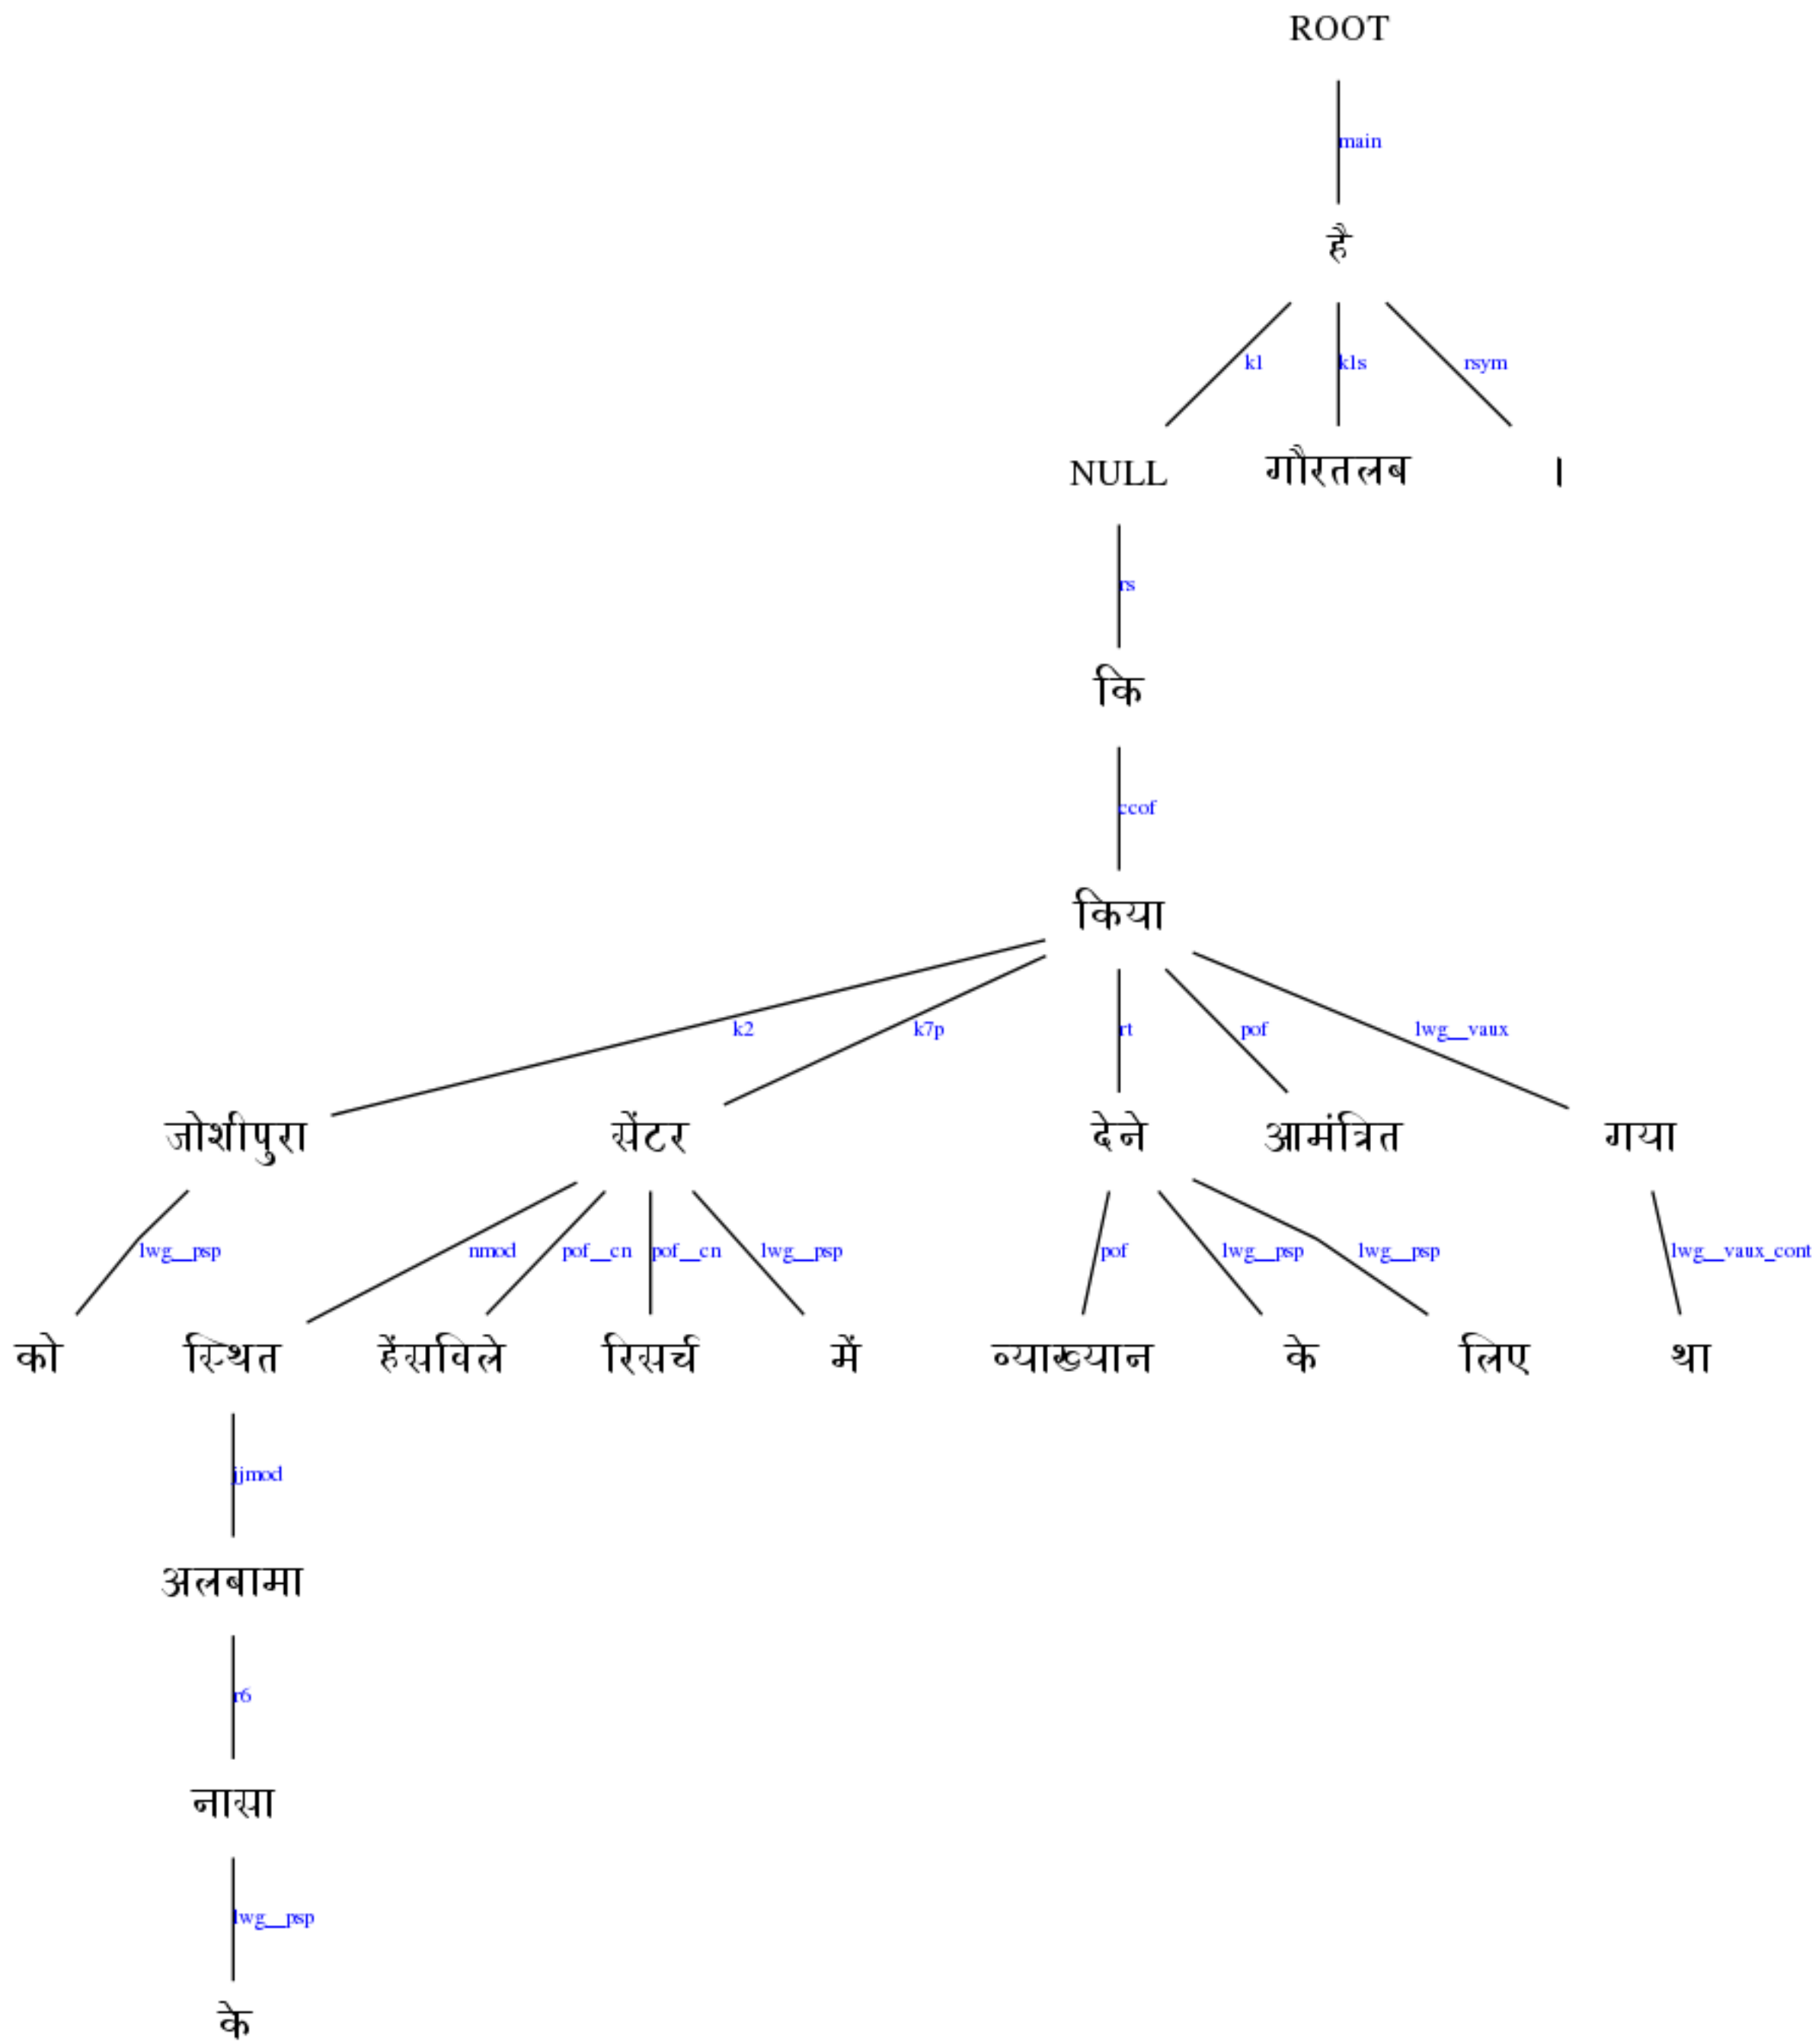 ROOT
main
है
k1 k1s rsym
NULL गौरतलब ।
rs
कि
ccof
किया
k2 k7p rt pof lwg__vaux
जोशीपुरा सेंटर देने आमंत्रित गया
lwg__psp nmod pof__cn pof__cn lwg__psp pof lwg__psp lwg__psp lwg__vaux_cont
को स्थित हेंसविले रिसर्च में व्याख्यान के लिए था
jjmod
अलबामा
r6
नासा
lwg__psp
के